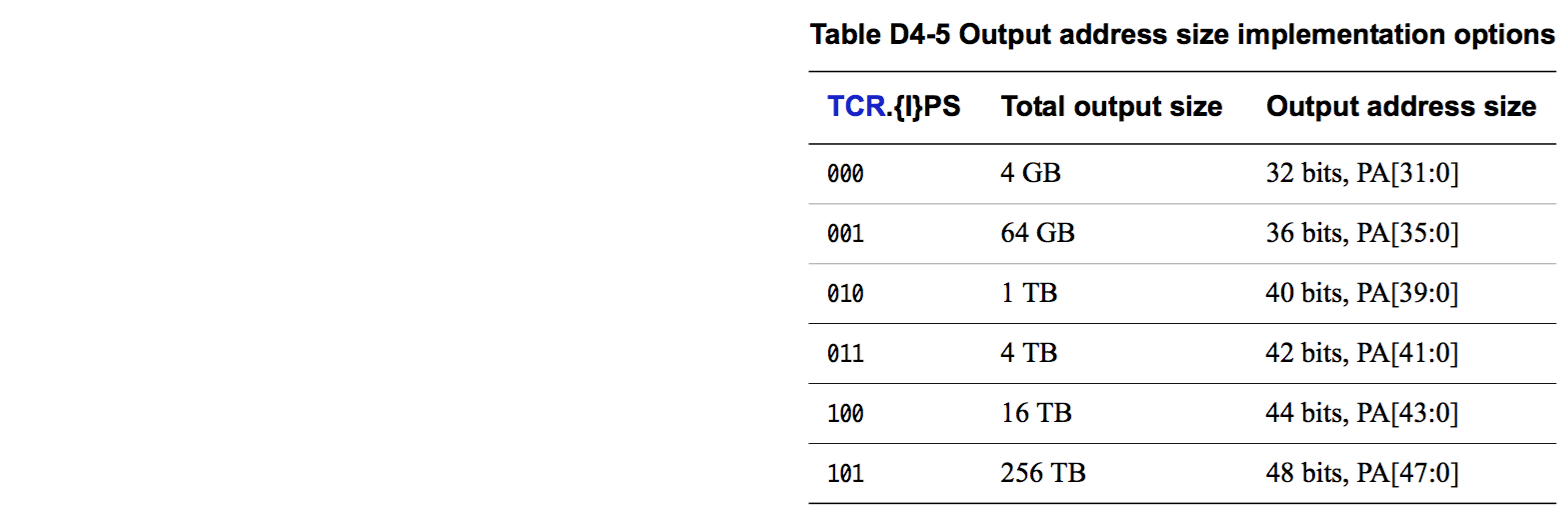 Table D4-5 Output address size implementation options
TCR.{I}PS Total output size Output address size
000 4 GB 32 bits, PA[31:0]
001 64 GB 36 bits, PA[35:0]
010 1 TB 40 bits, PA[39:0]
011 4 TB 42 bits, PA[41:0]
100 16 TB 44 bits, PA[43:0]
101 256 TB 48 bits, PA[47:0]